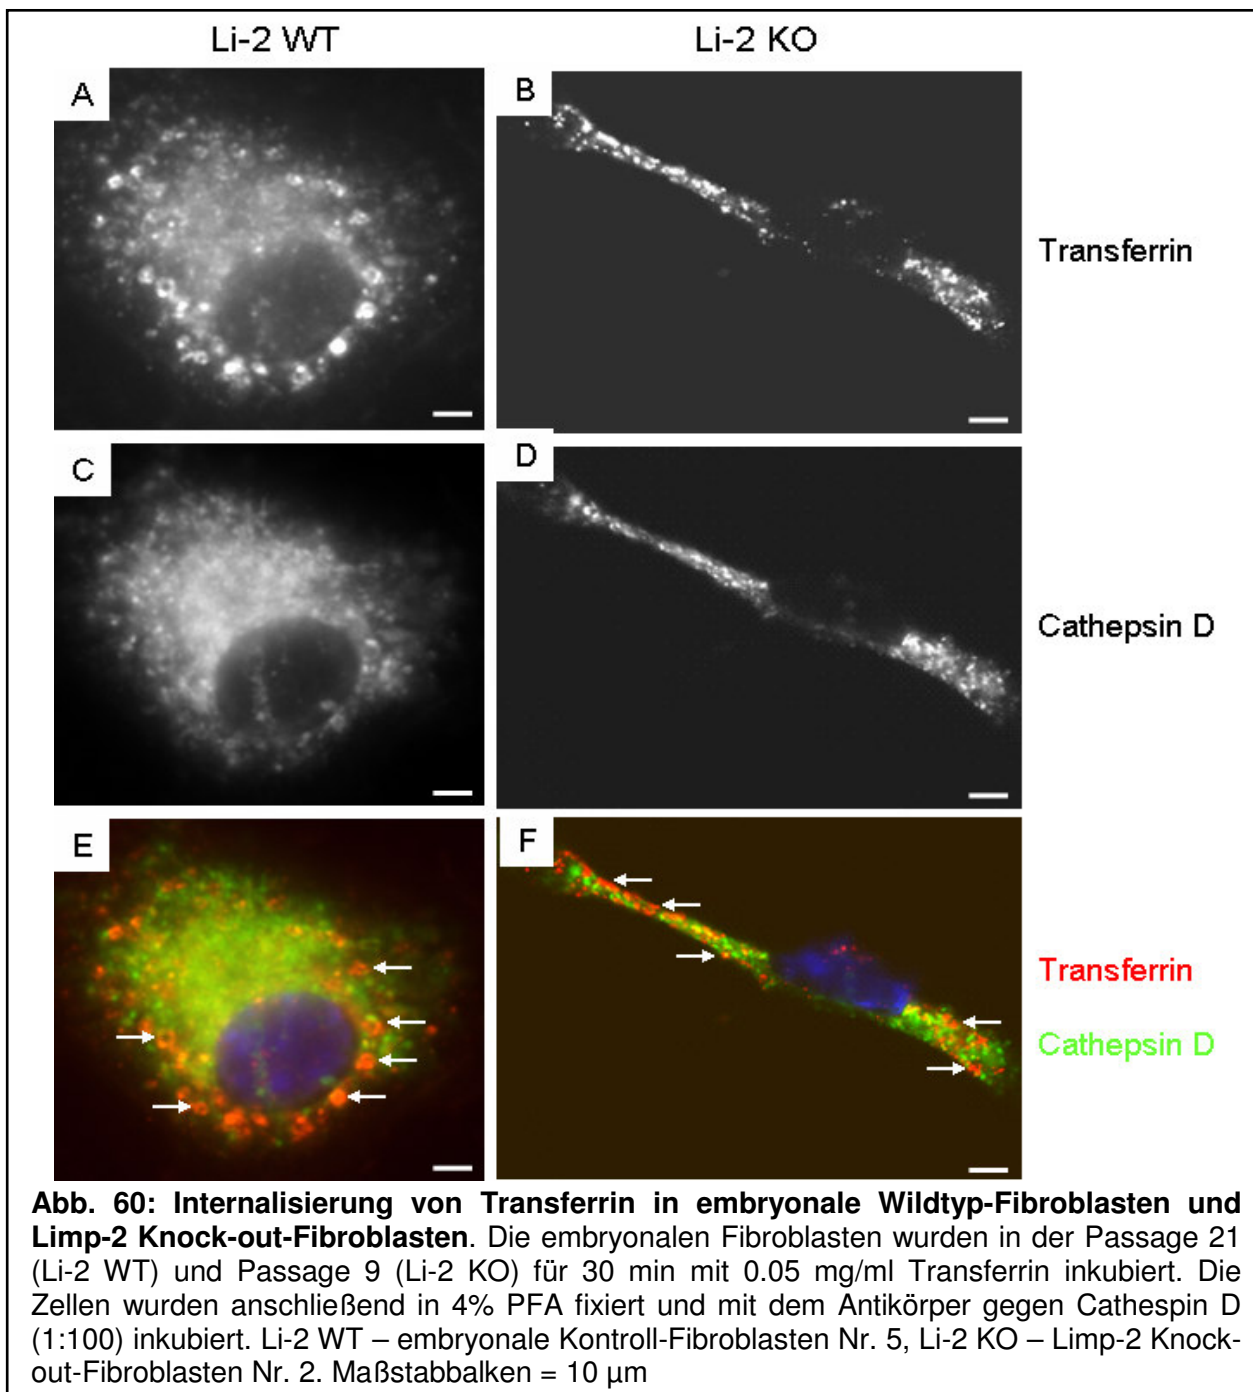 Li-2 WT Li-2 KO
A B
Transferrin
C D
Cathepsin D
E F
Transferrin
Cathepsin D
Abb. 60: Internalisierung von Transferrin in embryonale Wildtyp-Fibroblasten und
Limp-2 Knock-out-Fibroblasten. Die embryonalen Fibroblasten wurden in der Passage 21
(Li-2 WT) und Passage 9 (Li-2 KO) für 30 min mit 0.05 mg/ml Transferrin inkubiert. Die
Zellen wurden anschließend in 4% PFA fixiert und mit dem Antikörper gegen Cathespin D
(1:100) inkubiert. Li-2 WT – embryonale Kontroll-Fibroblasten Nr. 5, Li-2 KO – Limp-2 Knock-
out-Fibroblasten Nr. 2. Maßstabbalken = 10 µm